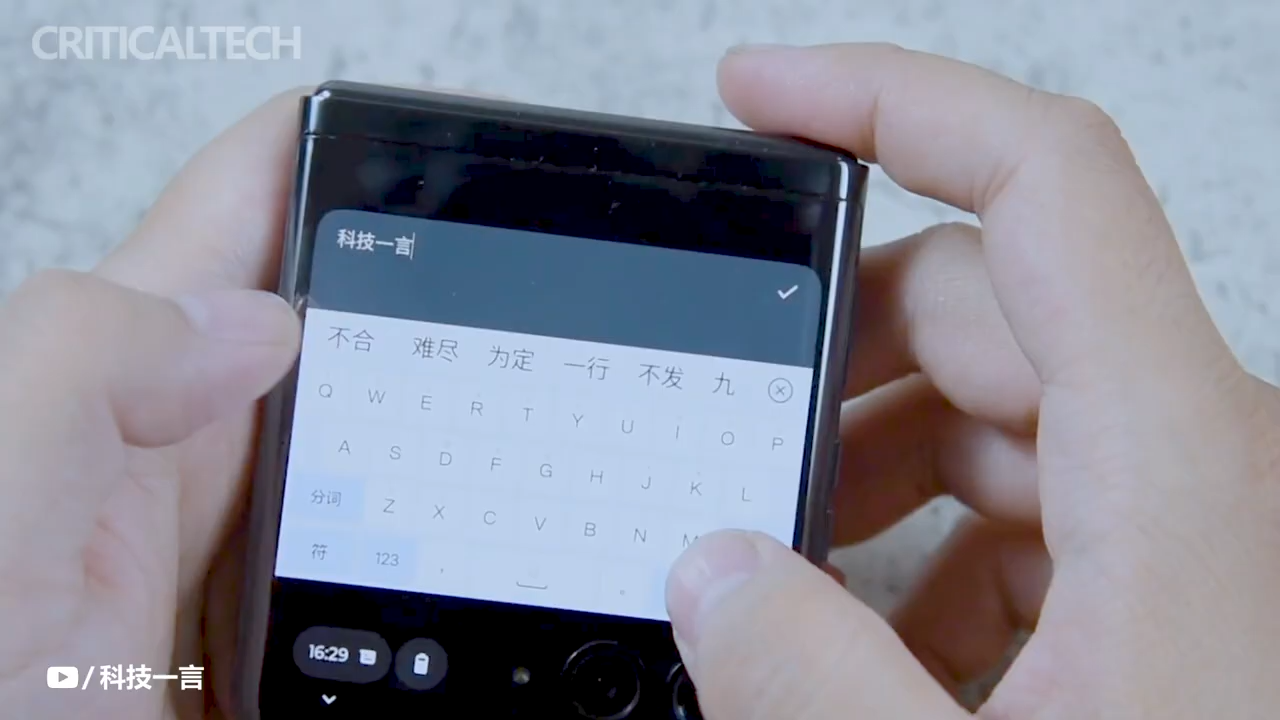 CRITICALTECH
科技一言
不合 难尽 为定 一行 不发 九
Q W E R T Y U I O P
A S D F G H J K L
分词 Z X C V B N M
符 123 , 。
16:29
/ 科技一言